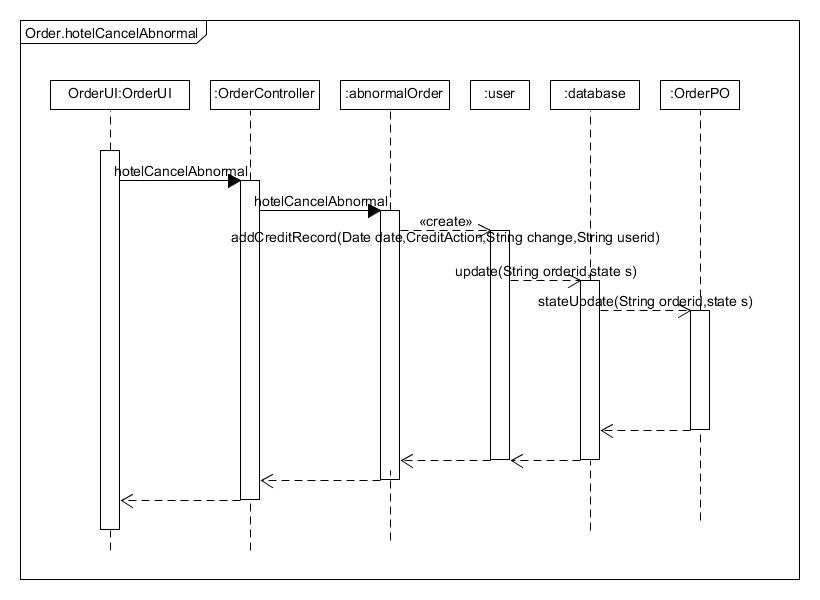 Order.hotelCancelAbnormal
OrderUI:OrderUI
:OrderController
:abnormalOrder
:user
:database
:OrderPO
hotelCancelAbnormal
hotelCancelAbnormal
«create»
addCreditRecord(Date date,CreditAction,String change,String userid)
update(String orderid,state s)
stateUpdate(String orderid,state s)